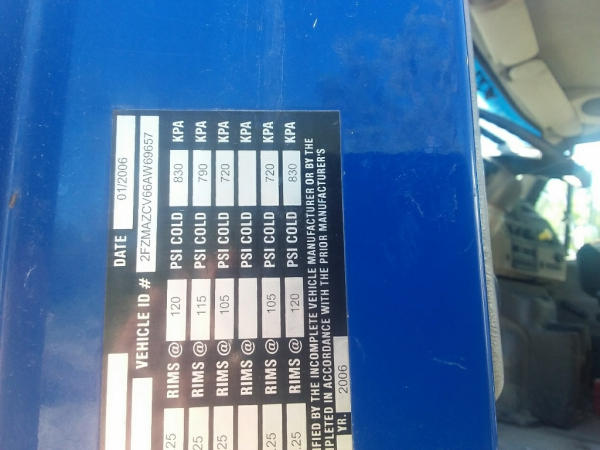 DATE 01/2006
VEHICLE ID # 2FZMAZCV66AW69657
.25 RIMS @ 120 PSI COLD 830 KPA
.25 RIMS @ 115 PSI COLD 790 KPA
.25 RIMS @ 105 PSI COLD 720 KPA
RIMS @ PSI COLD KPA
.25 RIMS @ 105 PSI COLD 720 KPA
.25 RIMS @ 120 PSI COLD 830 KPA
IFIED BY THE INCOMPLETE VEHICLE MANUFACTURER OR BY THE
MPLETED IN ACCORDANCE WITH THE PRIOR MANUFACTURER'S
YR. 2006